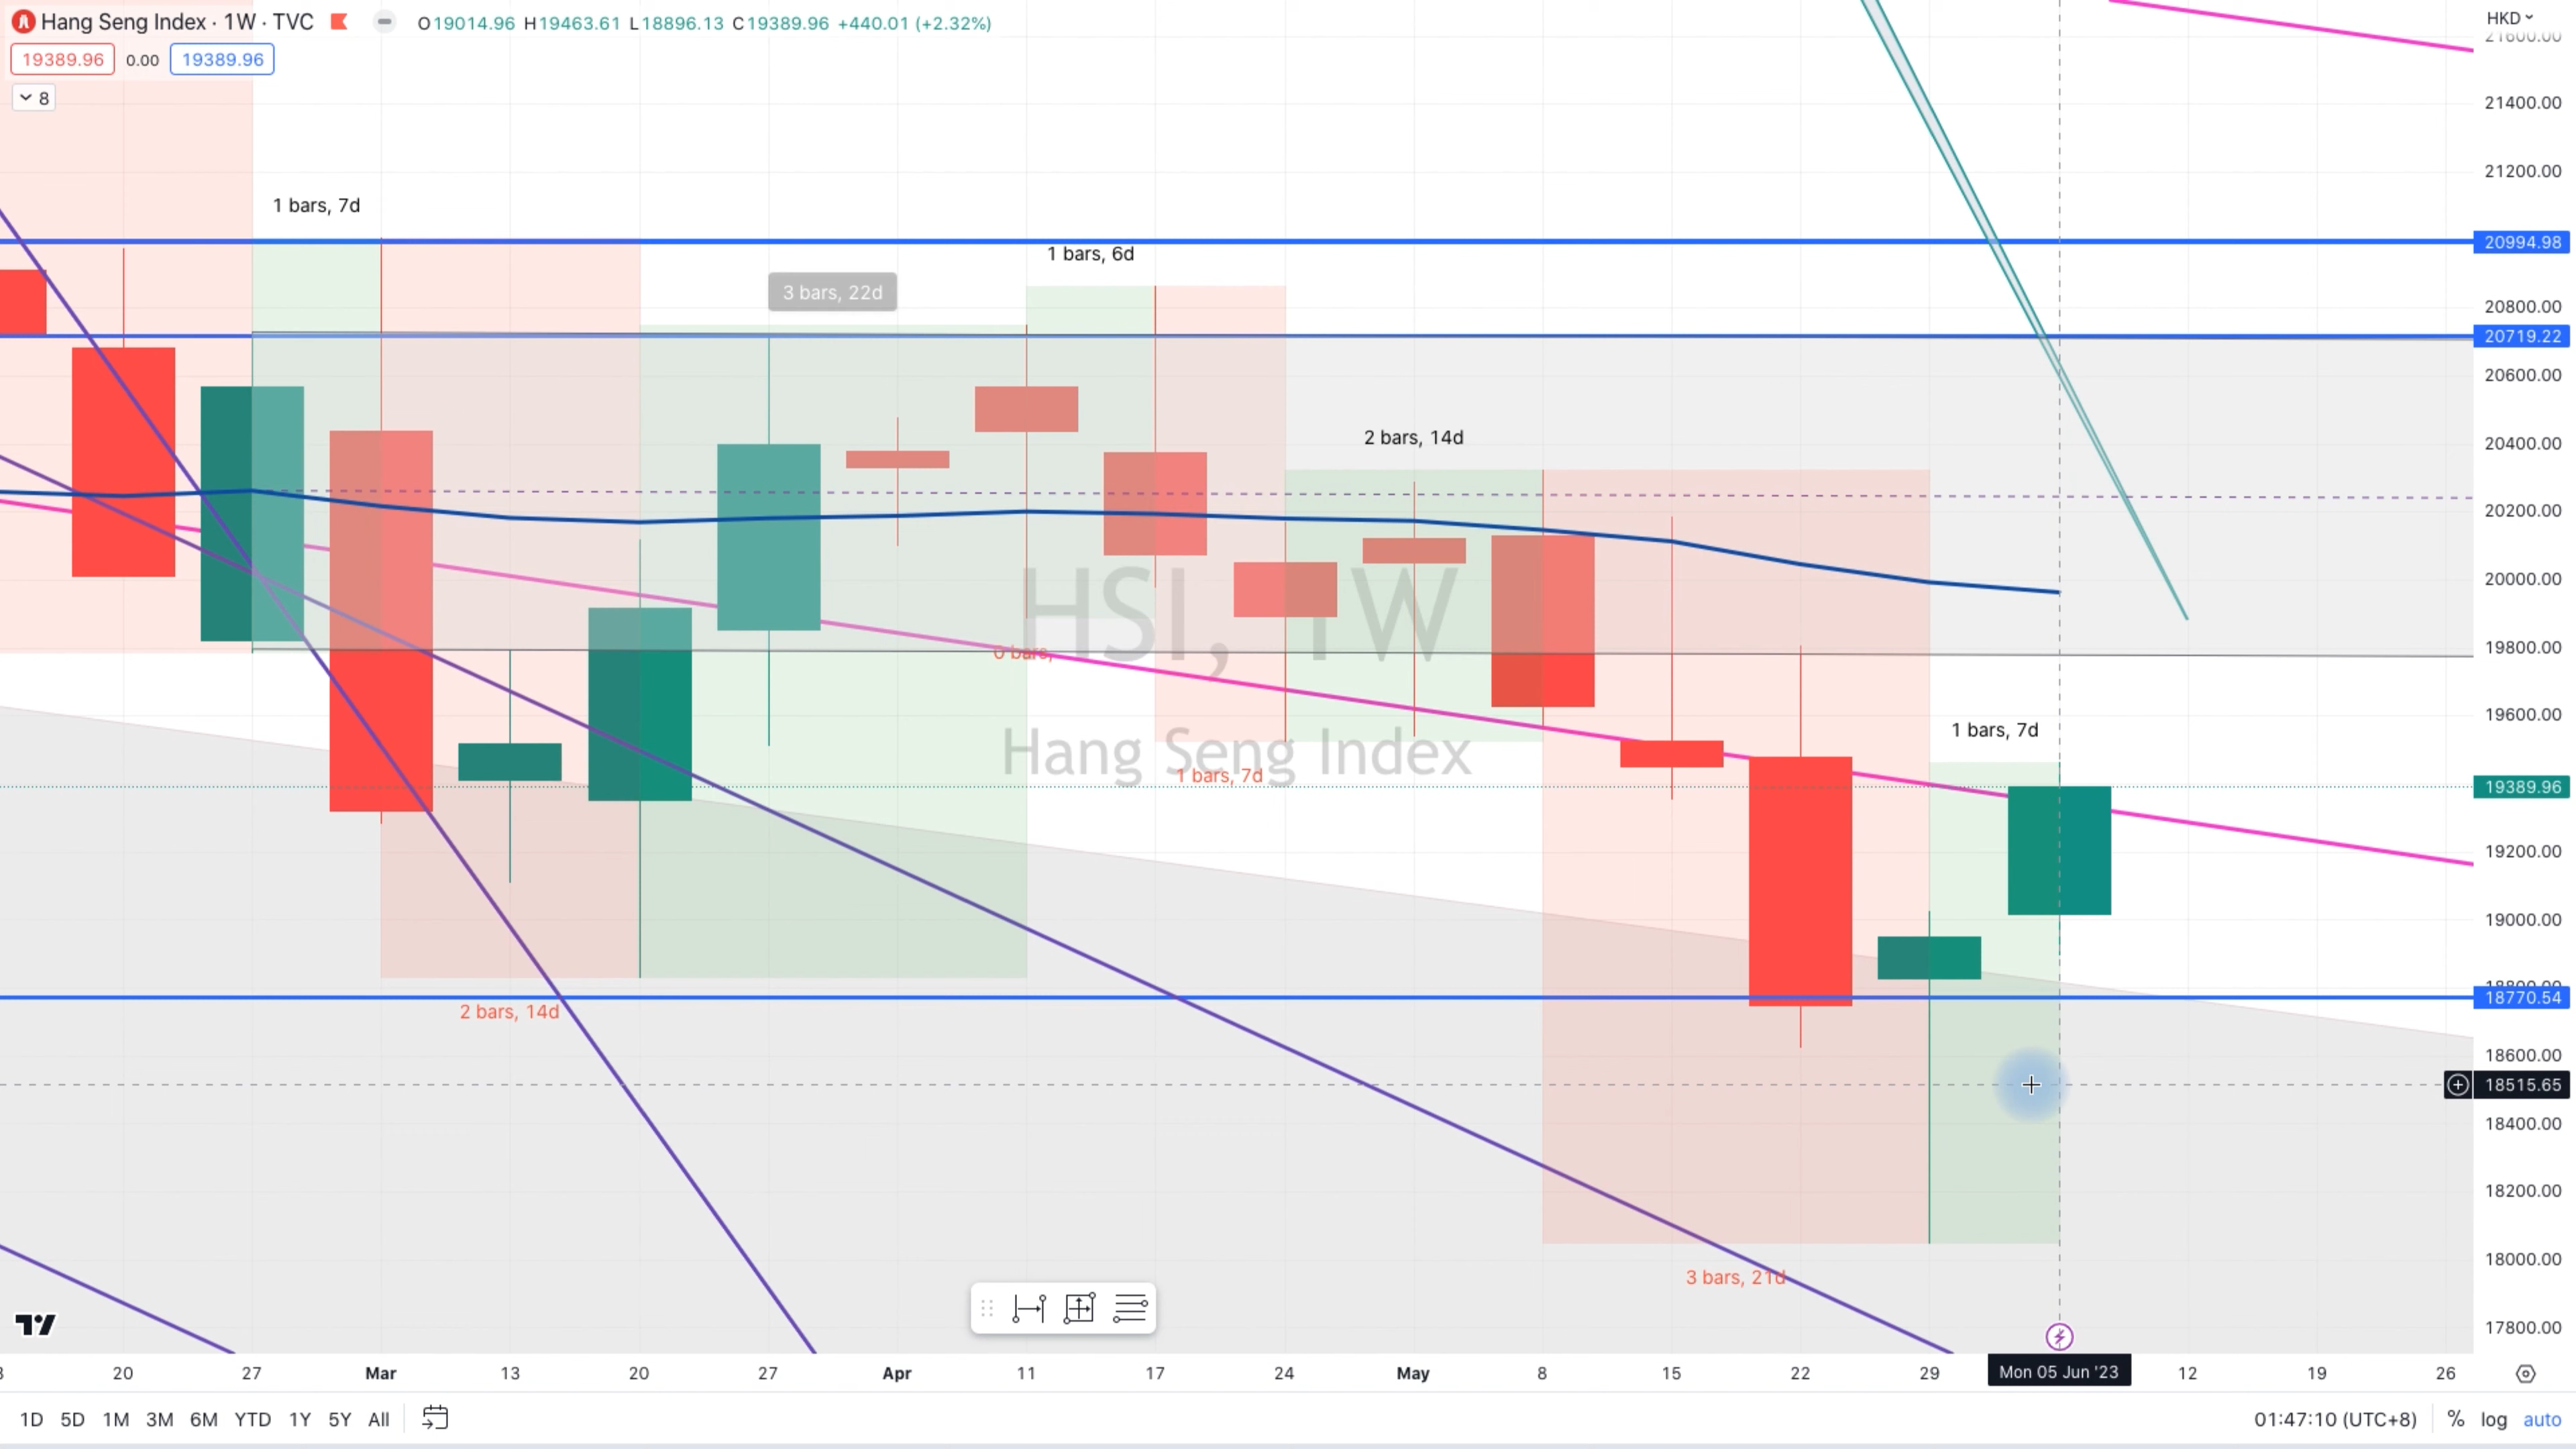 Hang Seng Index · 1W · TVC O19014.96 H19463.61 L18896.13 C19389.96 +440.01 (+2.32%)
HKD
21600.00
19389.96 0.00 19389.96
8
21400.00
21200.00
1 bars, 7d
20994.98
1 bars, 6d
3 bars, 22d
20800.00
20719.22
20600.00
2 bars, 14d
20400.00
20200.00
20000.00
HSI, 1W
19800.00
0 bars,
19600.00
1 bars, 7d
Hang Seng Index
1 bars, 7d
19389.96
19200.00
19000.00
18800.00
18770.54
2 bars, 14d
18600.00
18515.65
18400.00
18200.00
18000.00
3 bars, 21d
17800.00
20 27 Mar 13 20 27 Apr 11 17 24 May 8 15 22 29 Mon 05 Jun '23 12 19 26
1D 5D 1M 3M 6M YTD 1Y 5Y All 01:47:10 (UTC+8) % log auto